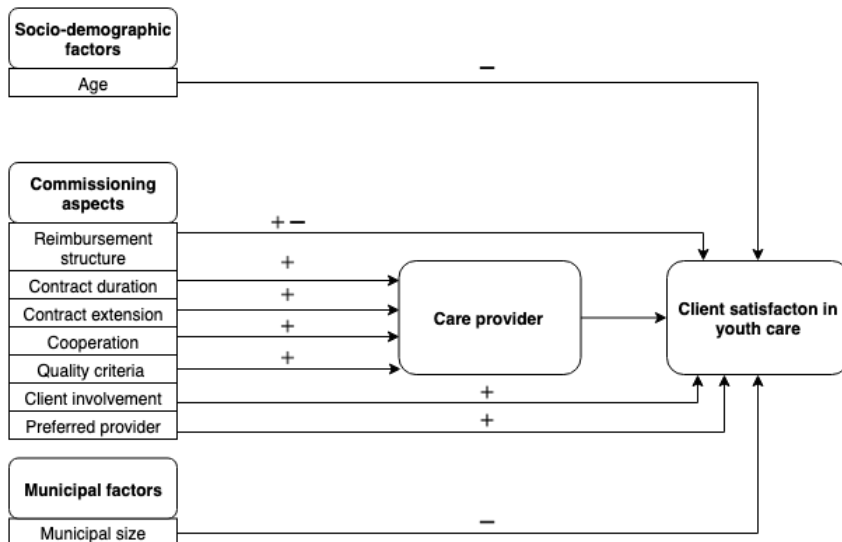 Socio-demographic
factors
Age
−
Commissioning
aspects
+ −
Reimbursement
structure
+
Contract duration
+
Contract extension
+
Cooperation
+
Quality criteria
Client involvement
+
Preferred provider
+
Care provider
Client satisfacton in
youth care
Municipal factors
Municipal size
−